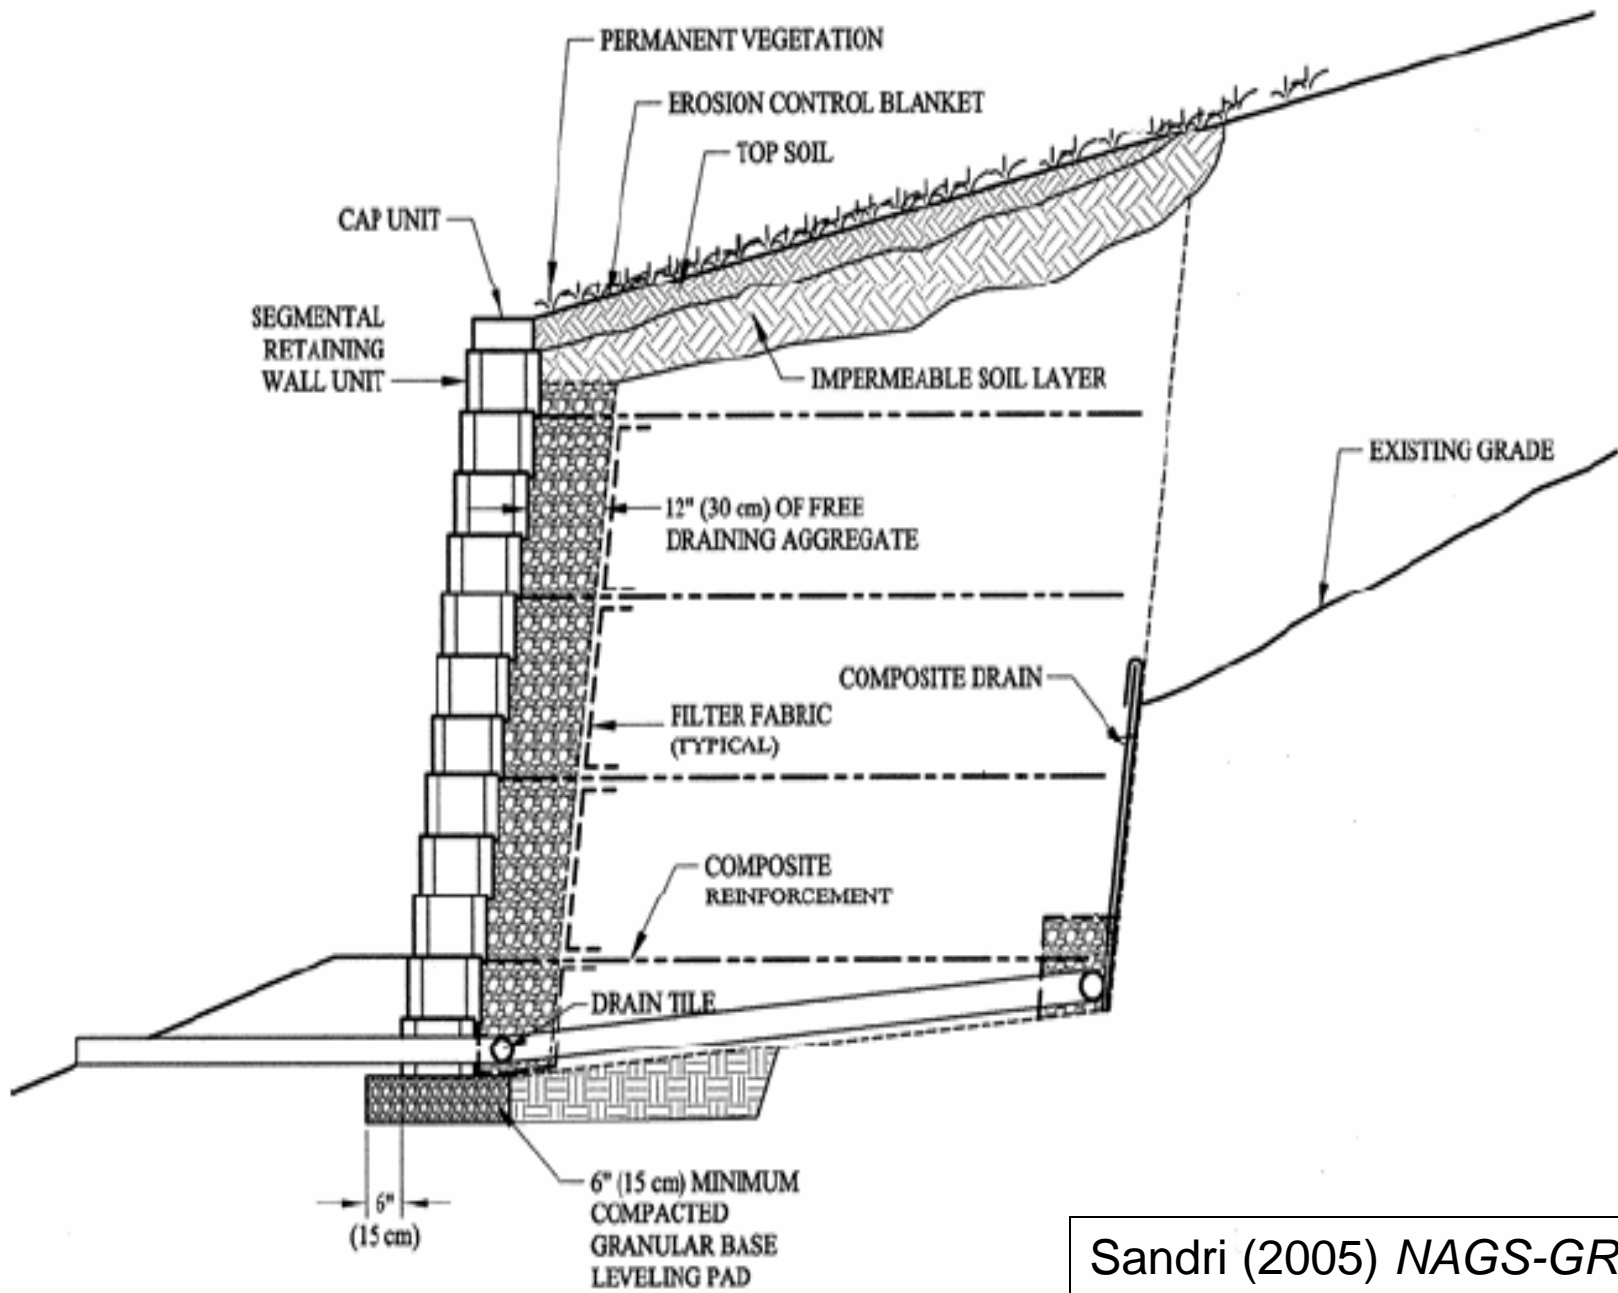 PERMANENT VEGETATION
EROSION CONTROL BLANKET
TOP SOIL
CAP UNIT
SEGMENTAL
RETAINING
WALL UNIT
IMPERMEABLE SOIL LAYER
EXISTING GRADE
12" (30 cm) OF FREE
DRAINING AGGREGATE
COMPOSITE DRAIN
FILTER FABRIC
(TYPICAL)
COMPOSITE
REINFORCEMENT
DRAIN TILE
6" (15 cm) MINIMUM
COMPACTED
GRANULAR BASE
LEVELING PAD
6"
(15 cm)
Sandri (2005) NAGS-GR